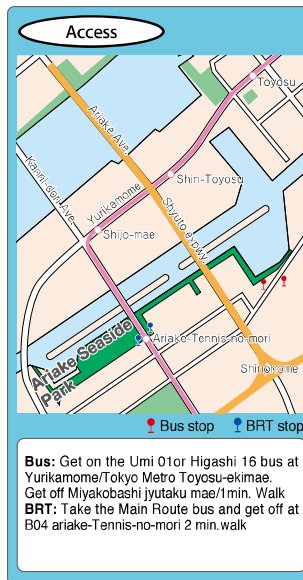 Access
Toyosu
Ariake Ave.
Kanni-dori Ave.
Shin-Toyosu
Yurikamome
Shyuto expwy.
Shijo-mae
Ariake Seaside
Park
Ariake-Tennis-no-mori
Shinonome
Bus stop
BRT stop
Bus: Get on the Umi 01or Higashi 16 bus at
Yurikamome/Tokyo Metro Toyosu-ekimae.
Get off Miyakobashi jyutaku mae/1min. Walk
BRT: Take the Main Route bus and get off at
B04 ariake-Tennis-no-mori 2 min.walk